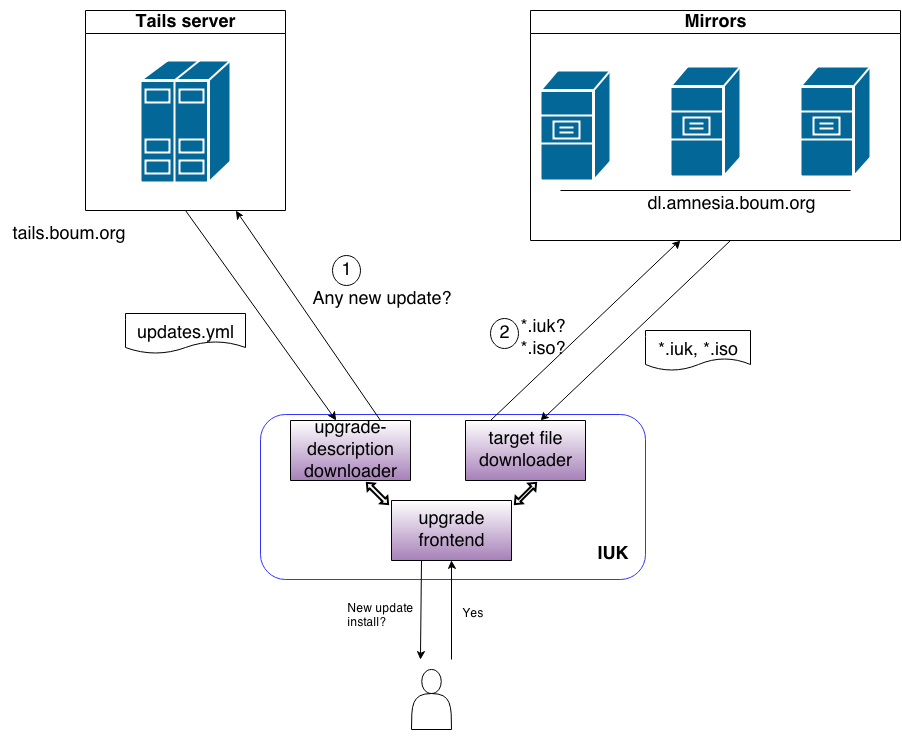 Tails server
Mirrors
dl.amnesia.boum.org
tails.boum.org
1
Any new update?
updates.yml
2
*.iuk?
*.iso?
*.iuk, *.iso
upgrade-
description
downloader
target file
downloader
upgrade
frontend
IUK
New update
install?
Yes